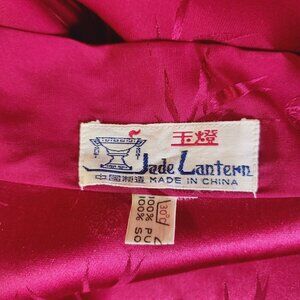 玉燈
Jade Lantern
中國製造 MADE IN CHINA
30°C
100% PU
100% SO